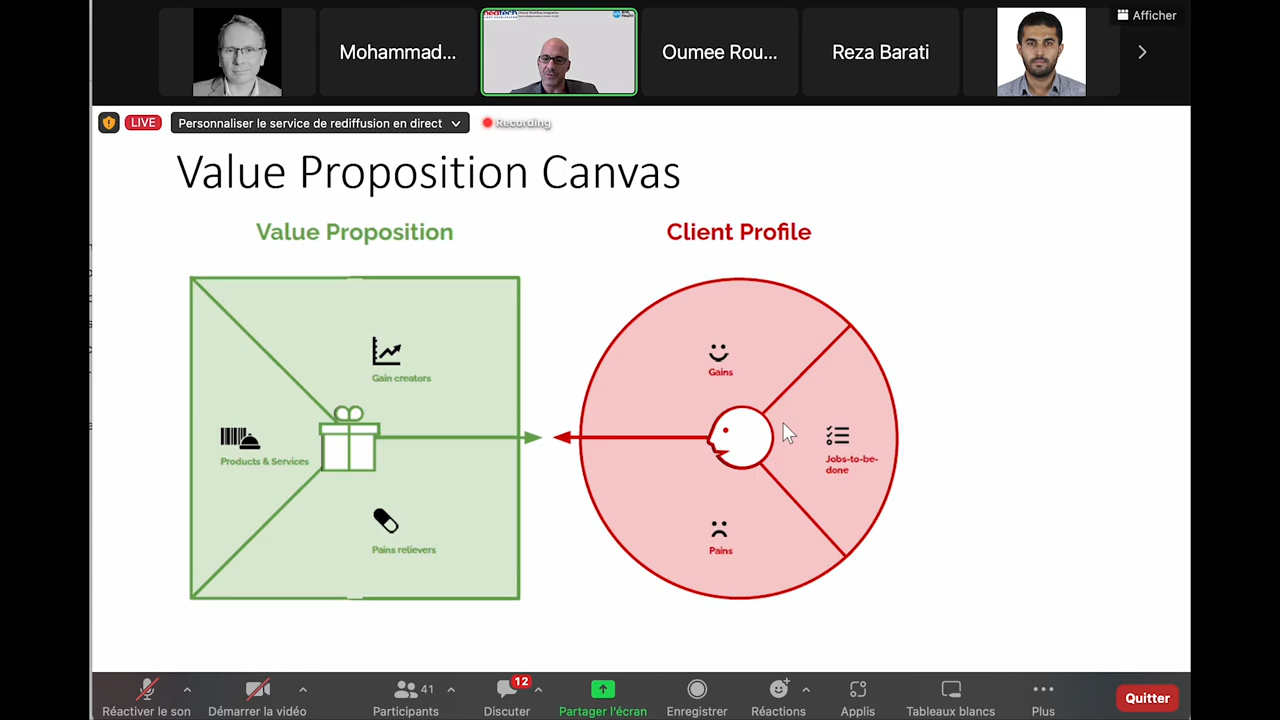 Mohammad...
Oumee Rou...
Reza Barati
Afficher
LIVE
Personnaliser le service de rediffusion en direct
Recording
Value Proposition Canvas
Value Proposition
Client Profile
Gain creators
Gains
Products & Services
Jobs-to-be-
done
Pains relievers
Pains
Réactiver le son
Démarrer la vidéo
41
Participants
12
Discuter
Partager l'écran
Enregistrer
Réactions
Applis
Tableaux blancs
Plus
Quitter